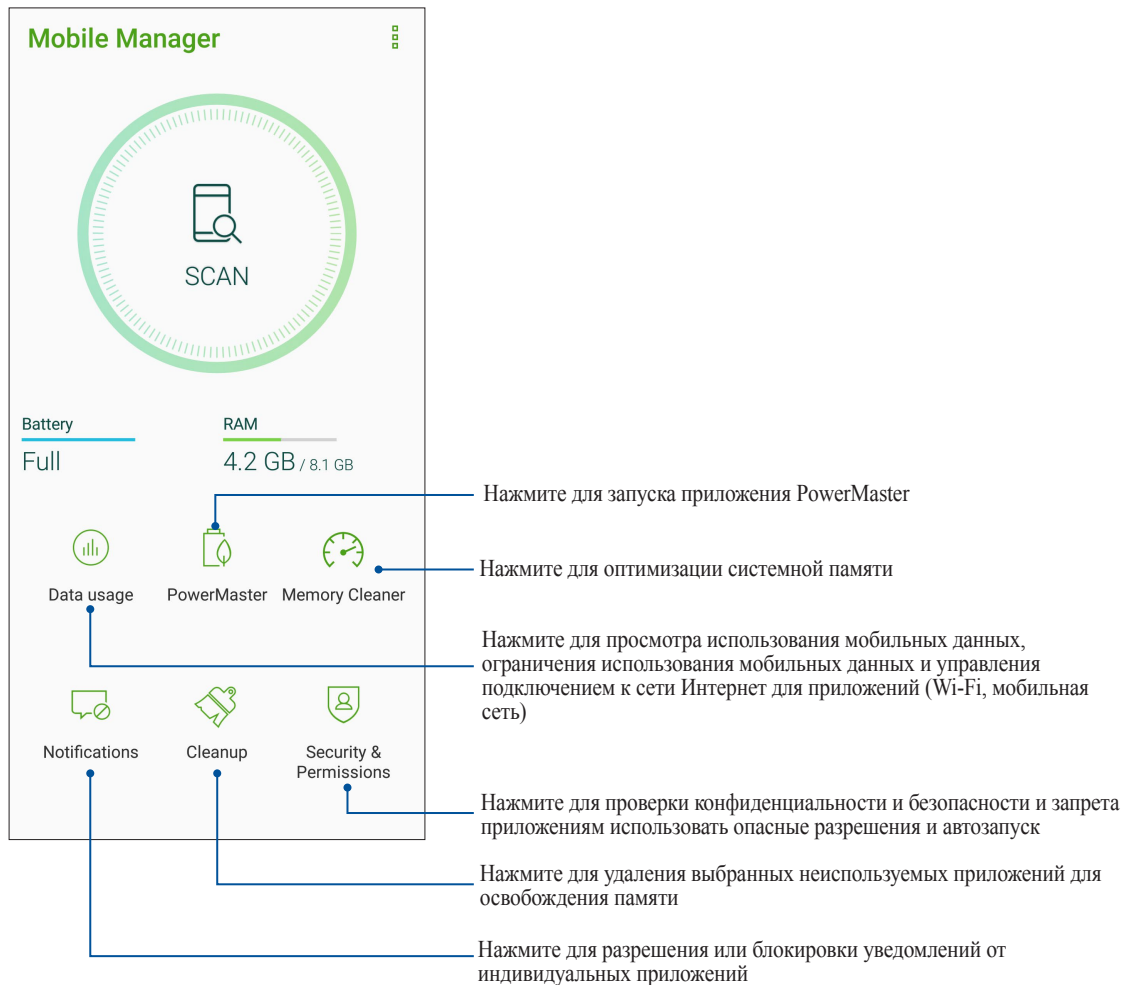 Mobile Manager
SCAN
Battery
Full
RAM
4.2 GB / 8.1 GB
Нажмите для запуска приложения PowerMaster
Нажмите для оптимизации системной памяти
Data usage
PowerMaster
Memory Cleaner
Нажмите для просмотра использования мобильных данных,
ограничения использования мобильных данных и управления
подключением к сети Интернет для приложений (Wi-Fi, мобильная
сеть)
Notifications
Cleanup
Security &
Permissions
Нажмите для проверки конфиденциальности и безопасности и запрета
приложениям использовать опасные разрешения и автозапуск
Нажмите для удаления выбранных неиспользуемых приложений для
освобождения памяти
Нажмите для разрешения или блокировки уведомлений от
индивидуальных приложений